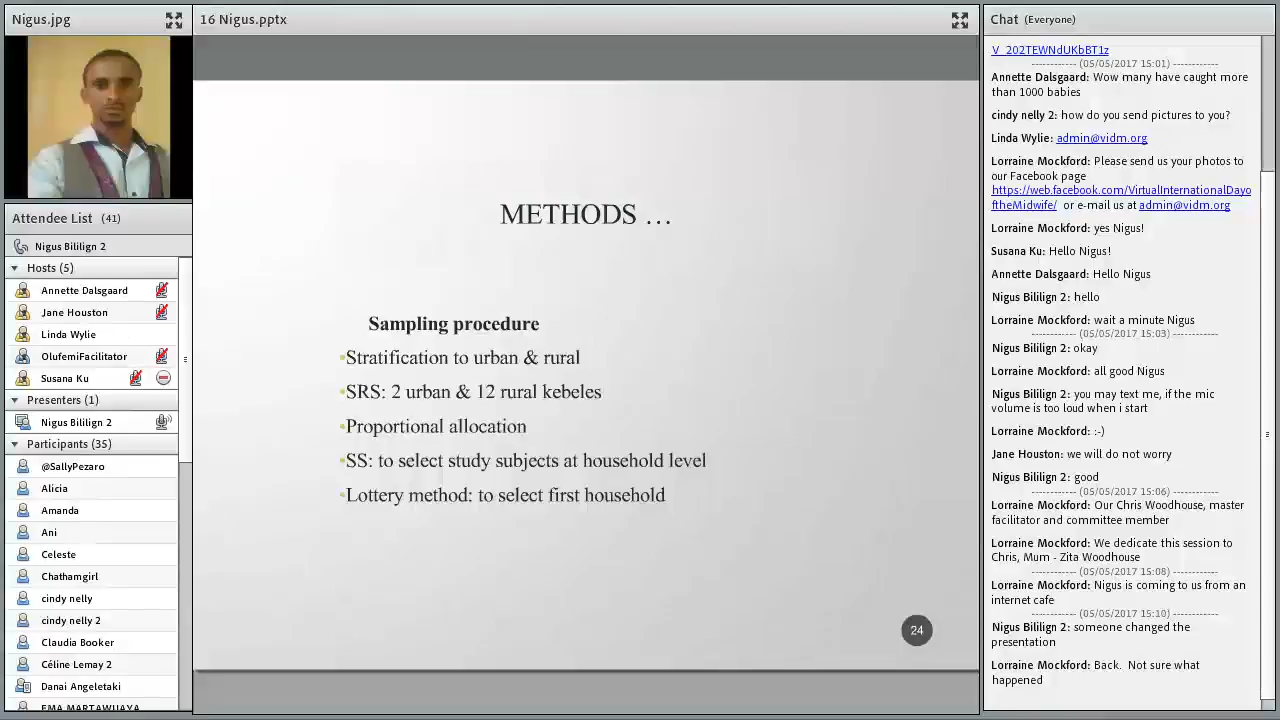 Nigus.jpg
Attendee List (41)
Nigus Bililign 2
Hosts (5)
Annette Dalsgaard
Jane Houston
Linda Wylie
OlufemiFacilitator
Susana Ku
Presenters (1)
Nigus Bililign 2
Participants (35)
@SallyPezaro
Alicia
Amanda
Ani
Celeste
Chathamgirl
cindy nelly
cindy nelly 2
Claudia Booker
Céline Lemay 2
Danai Angeletaki
EMA MARTAWIJAYA
16 Nigus.pptx
METHODS …
Sampling procedure
•Stratification to urban & rural
•SRS: 2 urban & 12 rural kebeles
•Proportional allocation
•SS: to select study subjects at household level
•Lottery method: to select first household
24
Chat (Everyone)
V_202TEWNdUKbBT1z
------------ (05/05/2017 15:01) ------------
Annette Dalsgaard: Wow many have caught more
than 1000 babies
cindy nelly 2: how do you send pictures to you?
Linda Wylie: admin@vidm.org
Lorraine Mockford: Please send us your photos to
our Facebook page
https://web.facebook.com/VirtualInternationalDayo
ftheMidwife/ or e-mail us at admin@vidm.org
Lorraine Mockford: yes Nigus!
Susana Ku: Hello Nigus!
Annette Dalsgaard: Hello Nigus
Nigus Bililign 2: hello
Lorraine Mockford: wait a minute Nigus
------------ (05/05/2017 15:03) ------------
Nigus Bililign 2: okay
Lorraine Mockford: all good Nigus
Nigus Bililign 2: you may text me, if the mic
volume is too loud when i start
Lorraine Mockford: :-)
Jane Houston: we will do not worry
Nigus Bililign 2: good
------------ (05/05/2017 15:06) ------------
Lorraine Mockford: Our Chris Woodhouse, master
facilitator and committee member
Lorraine Mockford: We dedicate this session to
Chris, Mum - Zita Woodhouse
------------ (05/05/2017 15:08) ------------
Lorraine Mockford: Nigus is coming to us from an
internet cafe
------------ (05/05/2017 15:10) ------------
Nigus Bililign 2: someone changed the
presentation
Lorraine Mockford: Back. Not sure what
happened